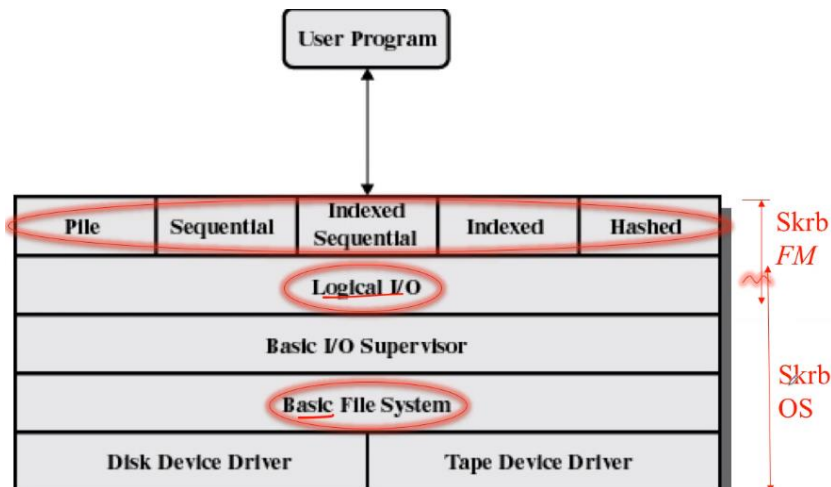 User Program
Pile
Sequential
Indexed
Sequential
Indexed
Hashed
Skrb
FM
Logical I/O
Basic I/O Supervisor
Basic File System
Skrb
OS
Disk Device Driver
Tape Device Driver